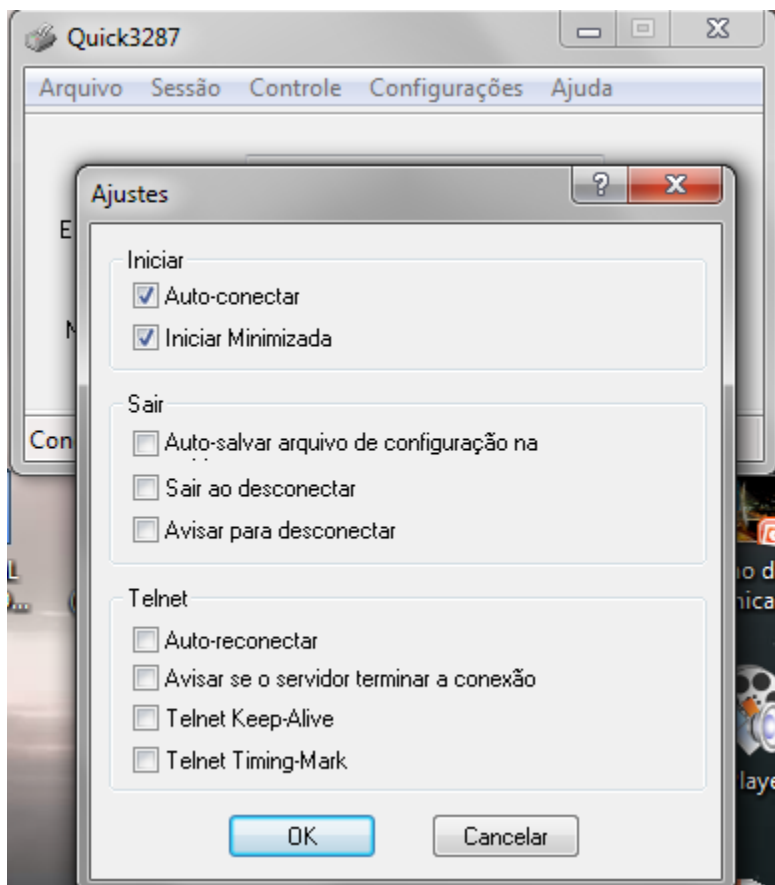 Quick3287
Arquivo Sessão Controle Configurações Ajuda
Ajustes
E
Iniciar
Auto-conectar
N
Iniciar Minimizada
Sair
Con
Auto-salvar arquivo de configuração na
Sair ao desconectar
Avisar para desconectar
Telnet
Auto-reconectar
Avisar se o servidor terminar a conexão
Telnet Keep-Alive
Telnet Timing-Mark
OK Cancelar